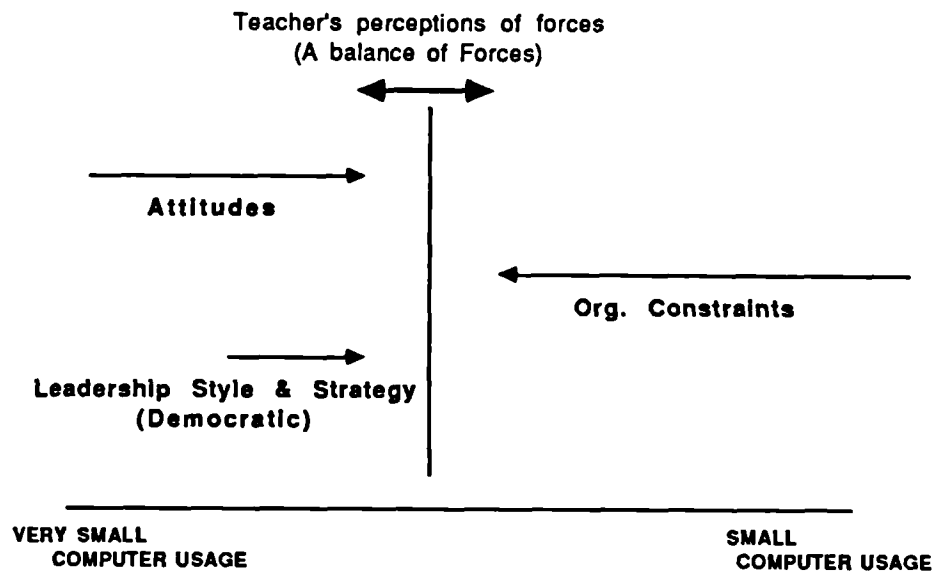 Teacher's perceptions of forces
(A balance of Forces)
Attitudes
Org. Constraints
Leadership Style & Strategy
(Democratic)
VERY SMALL
COMPUTER USAGE
SMALL
COMPUTER USAGE